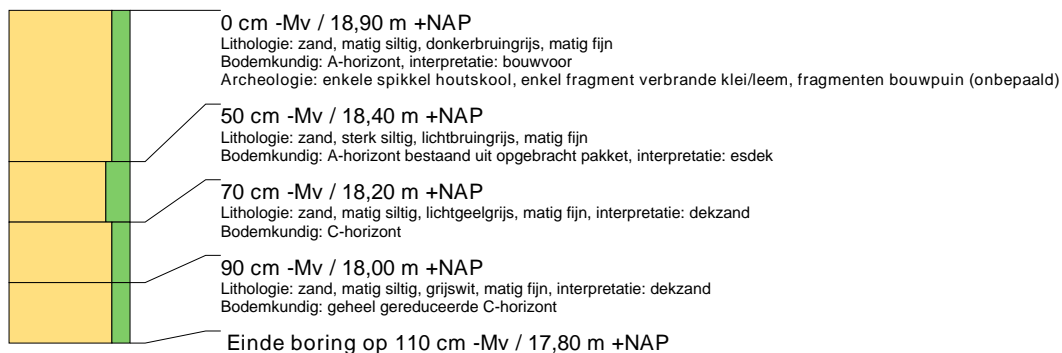 0 cm -Mv / 18,90 m +NAP
Lithologie: zand, matig siltig, donkerbruingrijs, matig fijn
Bodemkundig: A-horizont, interpretatie: bouwvoor
Archeologie: enkele spikkel houtskool, enkel fragment verbrande klei/leem, fragmenten bouwpuin (onbepaald)
50 cm -Mv / 18,40 m +NAP
Lithologie: zand, sterk siltig, lichtbruingrijs, matig fijn
Bodemkundig: A-horizont bestaand uit opgebracht pakket, interpretatie: esdek
70 cm -Mv / 18,20 m +NAP
Lithologie: zand, matig siltig, lichtgeelgrijs, matig fijn, interpretatie: dekzand
Bodemkundig: C-horizont
90 cm -Mv / 18,00 m +NAP
Lithologie: zand, matig siltig, grijswit, matig fijn, interpretatie: dekzand
Bodemkundig: geheel gereduceerde C-horizont
Einde boring op 110 cm -Mv / 17,80 m +NAP